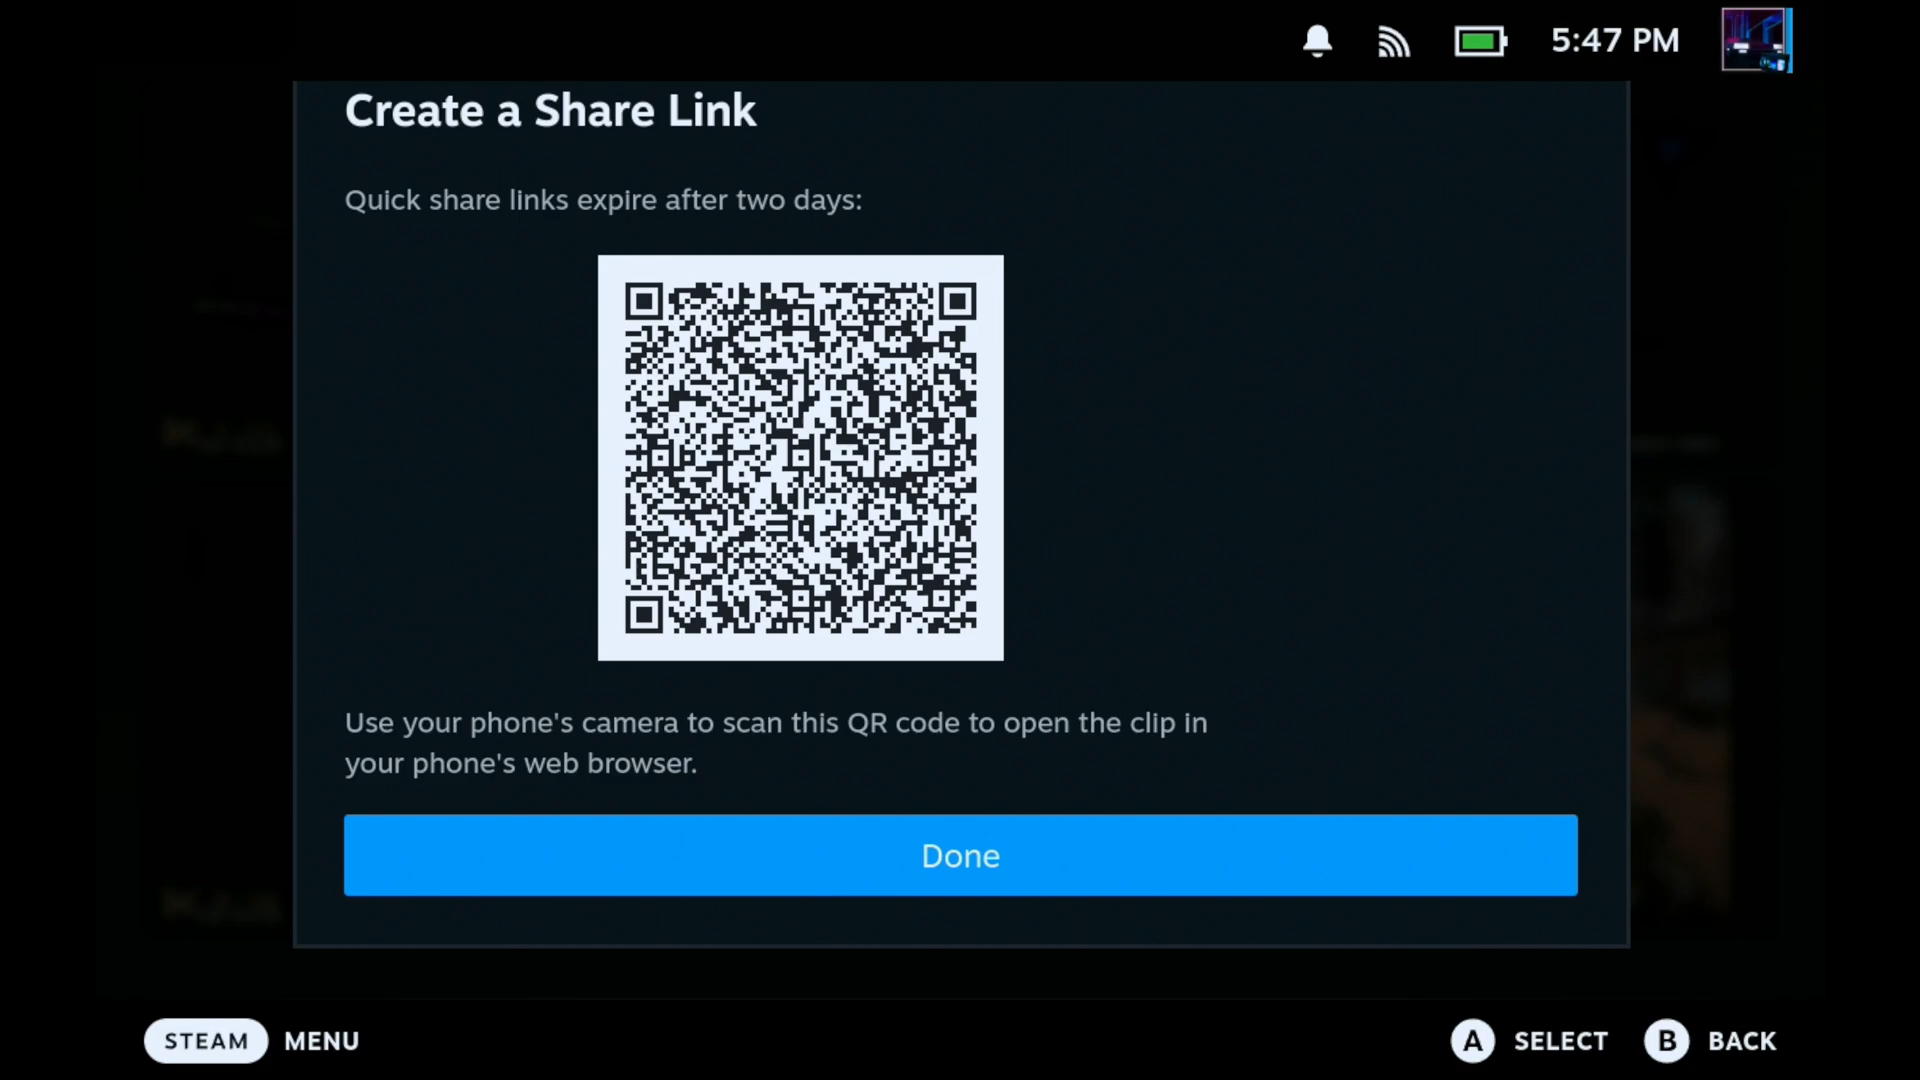 5:47 PM
Create a Share Link
Quick share links expire after two days:
Use your phone's camera to scan this QR code to open the clip in
your phone's web browser.
Done
STEAM MENU
A SELECT B BACK